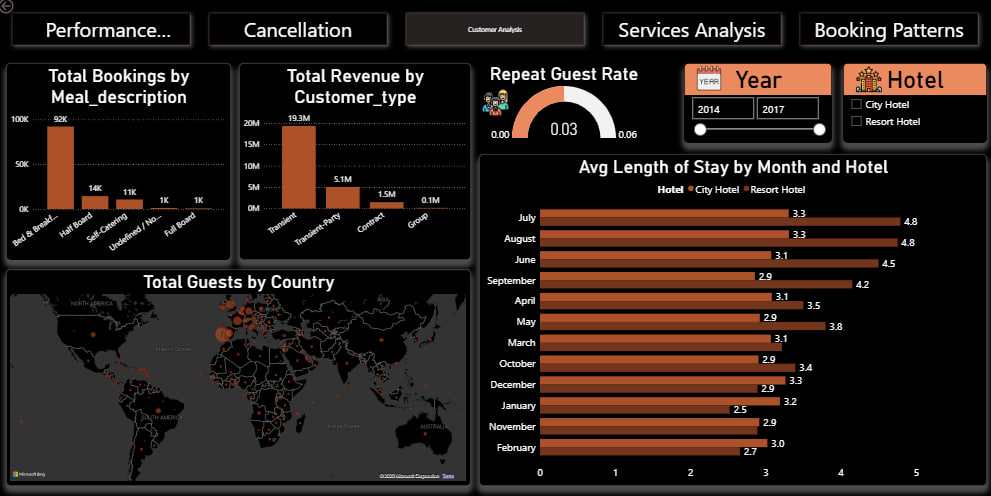 Performance...
Cancellation
Customer Analysis
Services Analysis
Booking Patterns
Total Bookings by
Meal_description
100K
50K
0K
92K
14K
11K
1K
1K
Bed & Breakf...
Half Board
Self-Catering
Undefined / No...
Full Board
Total Revenue by
Customer_type
20M
15M
10M
5M
0M
19.3M
5.1M
1.5M
0.1M
Transient
Transient-Party
Contract
Group
Repeat Guest Rate
0.03
0.00
0.06
YEAR
Year
2014
2017
Hotel
City Hotel
Resort Hotel
Total Guests by Country
NORTH AMERICA
ASIA
Atlantic Ocean
SOUTH AMERICA
Indian Ocean
AUSTRALIA
Microsoft Bing
© 2025 Microsoft Corporation Terms
Avg Length of Stay by Month and Hotel
Hotel City Hotel Resort Hotel
July 3.3 4.8
August 3.3 4.8
June 3.1 4.5
September 2.9 4.2
April 3.1 3.5
May 2.9 3.8
March 3.1
October 2.9 3.4
December 3.3 2.9
January 3.2 2.5
November 2.9
February 3.0 2.7
0 1 2 3 4 5